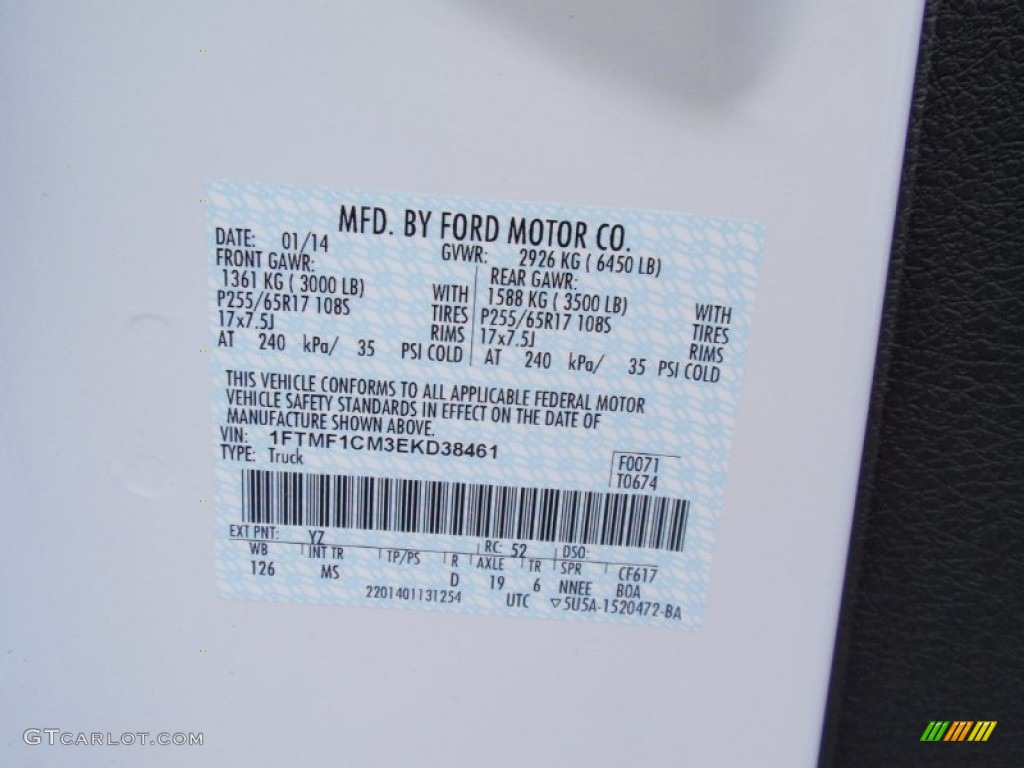 MFD. BY FORD MOTOR CO.
DATE: 01/14 GVWR: 2926 KG ( 6450 LB)
FRONT GAWR: REAR GAWR:
1361 KG ( 3000 LB) WITH 1588 KG ( 3500 LB) WITH
P255/65R17 108S TIRES P255/65R17 108S TIRES
17x7.5J RIMS 17x7.5J RIMS
AT 240 kPa/ 35 PSI COLD AT 240 kPa/ 35 PSI COLD
THIS VEHICLE CONFORMS TO ALL APPLICABLE FEDERAL MOTOR
VEHICLE SAFETY STANDARDS IN EFFECT ON THE DATE OF
MANUFACTURE SHOWN ABOVE.
VIN: 1FTMF1CM3EKD38461 F0071
TYPE: Truck T0674
EXT PNT: YZ RC: 52 DSO:
WB INT TR TP/PS R AXLE TR SPR CF617
126 MS D 19 6 NNEE BOA
2201401131254 UTC ▽5U5A-1520472-BA
GTCARLOT.COM